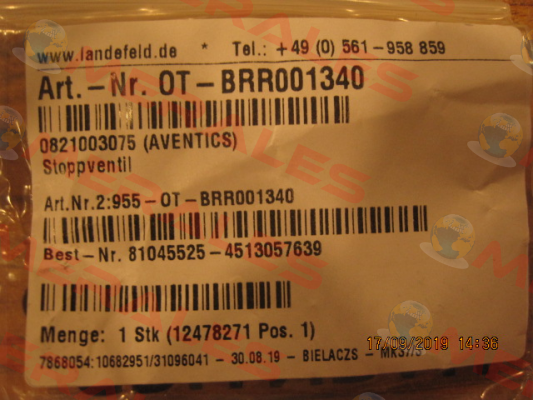 www.landefeld.de * Tel.: +49 (0) 561-958 859
Art.-Nr. OT-BRR001340
0821003075 (AVENTICS)
Stoppventil
Art.Nr.2:955-OT-BRR001340
Best-Nr. 81045525-4513057639
Menge: 1 Stk (12478271 Pos. 1)
17/09/2019 14:36
7868054:10682951/31096041 - 30.08.19 - BIELACZS -